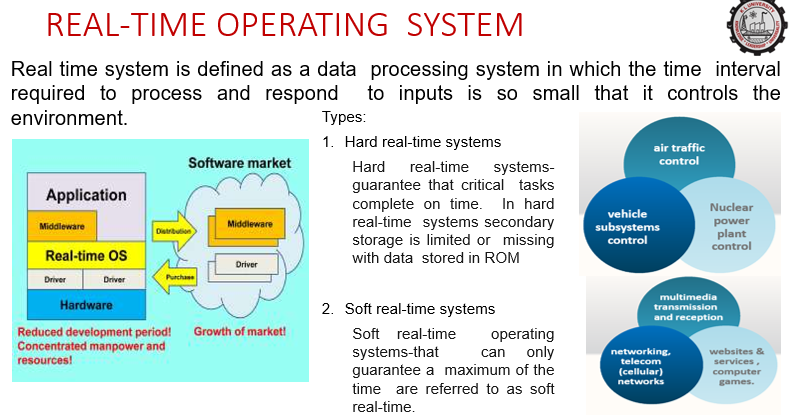 REAL-TIME OPERATING SYSTEM
K L UNIVERSITY
Real time system is defined as a data processing system in which the time interval
required to process and respond to inputs is so small that it controls the
environment.
Software market
Application
Middleware
Real-time OS
Driver Driver
Hardware
Distribution
Purchase
Middleware
Driver
Reduced development period!
Concentrated manpower and
resources!
Growth of market!
Types:
1. Hard real-time systems
Hard real-time systems-
guarantee that critical tasks
complete on time. In hard
real-time systems secondary
storage is limited or missing
with data stored in ROM
2. Soft real-time systems
Soft real-time operating
systems-that can only
guarantee a maximum of the
time are referred to as soft
real-time.
air traffic
control
vehicle
subsystems
control
Nuclear
power
plant
control
multimedia
transmission
and reception
networking,
telecom
(cellular)
networks
websites &
services ,
computer
games.